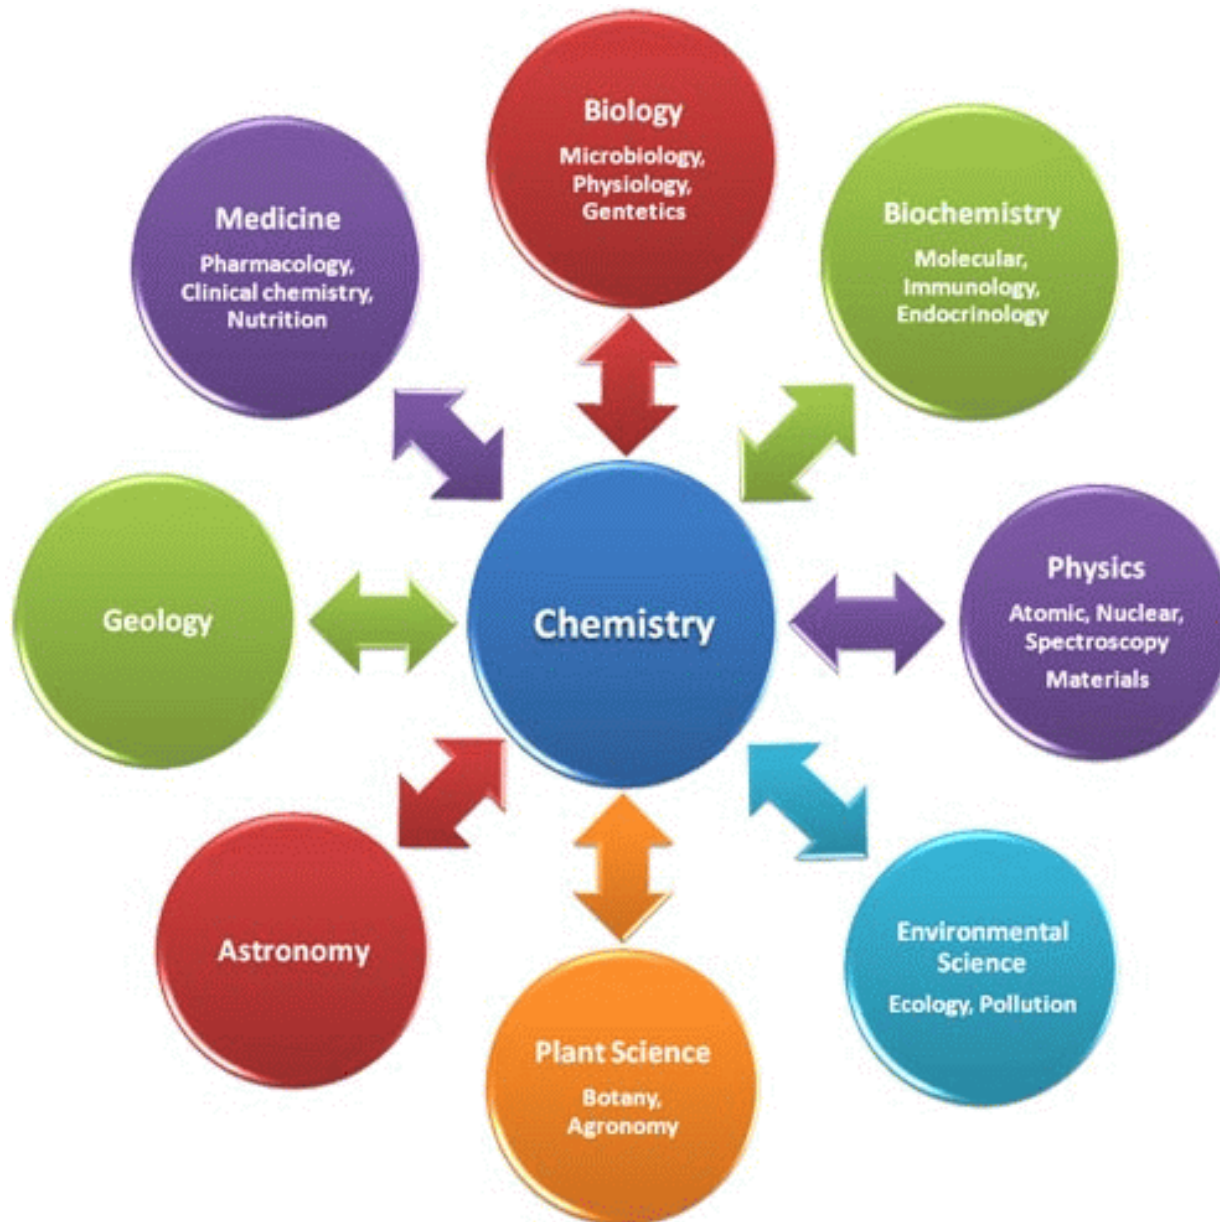 Biology
Microbiology,
Physiology,
Gentetics
Biochemistry
Molecular,
Immunology,
Endocrinology
Physics
Atomic, Nuclear,
Spectroscopy
Materials
Environmental
Science
Ecology, Pollution
Plant Science
Botany,
Agronomy
Astronomy
Geology
Medicine
Pharmacology,
Clinical chemistry,
Nutrition
Chemistry